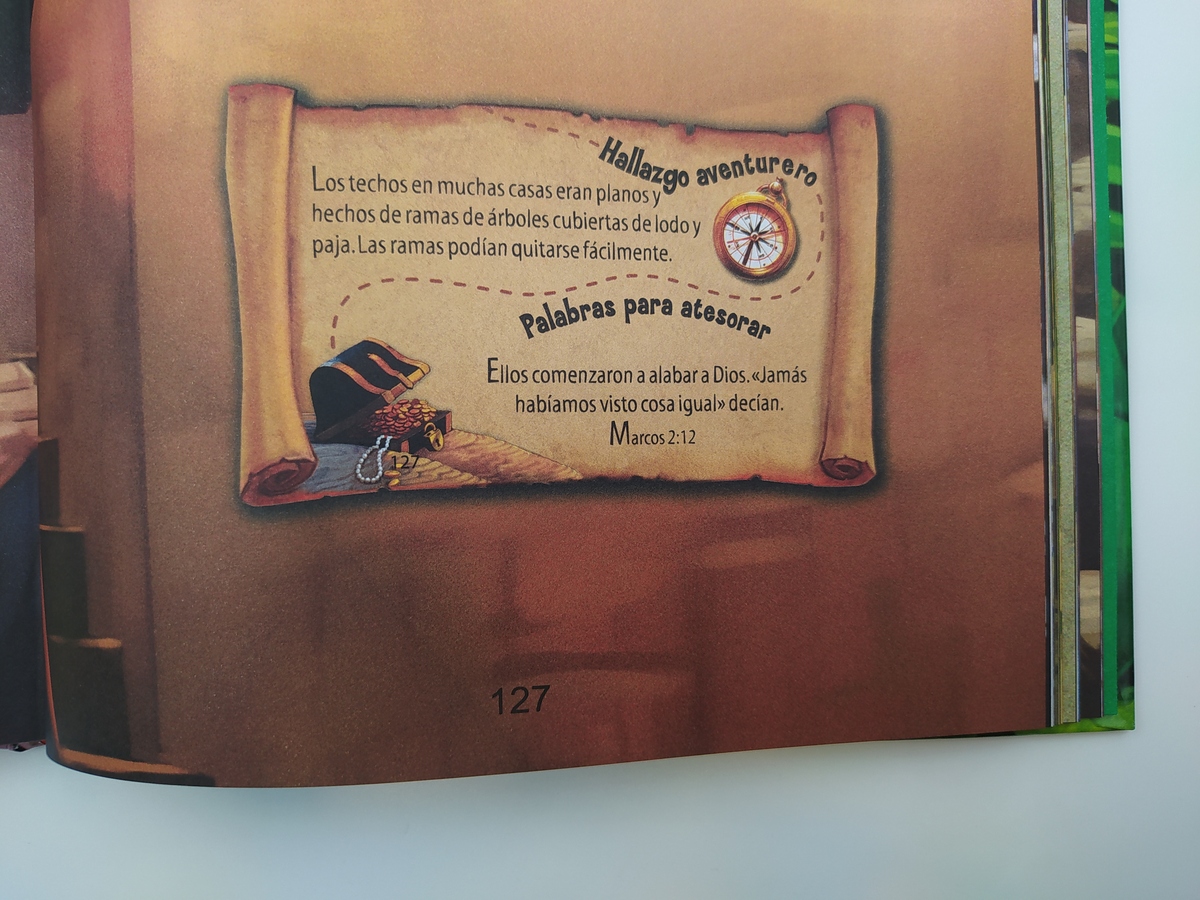 Hallazgo aventurero
Los techos en muchas casas eran planos y
hechos de ramas de árboles cubiertas de lodo y
paja. Las ramas podían quitarse fácilmente.
Palabras para atesorar
Ellos comenzaron a alabar a Dios. «Jamás
habíamos visto cosa igual» decían.
Marcos 2:12
127
127